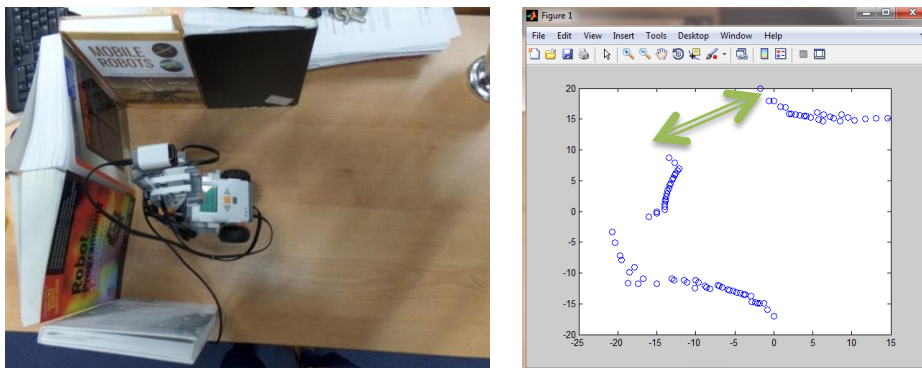 MOBILE
ROBOTS
Robot
Programming
Figure 1
File Edit View Insert Tools Desktop Window Help
20
15
10
5
0
-5
-10
-15
-20
-25 -20 -15 -10 -5 0 5 10 15